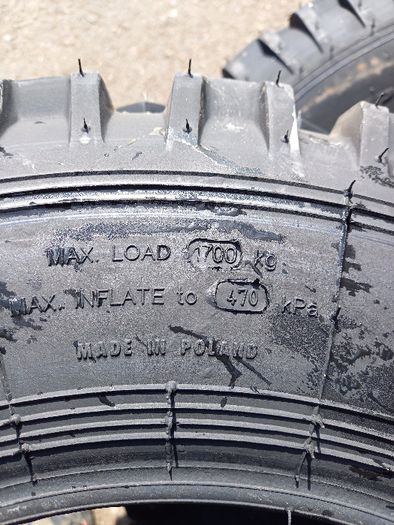 MAX. LOAD 1700 kg
MAX. INFLATE to 470 kPa
MADE IN POLAND